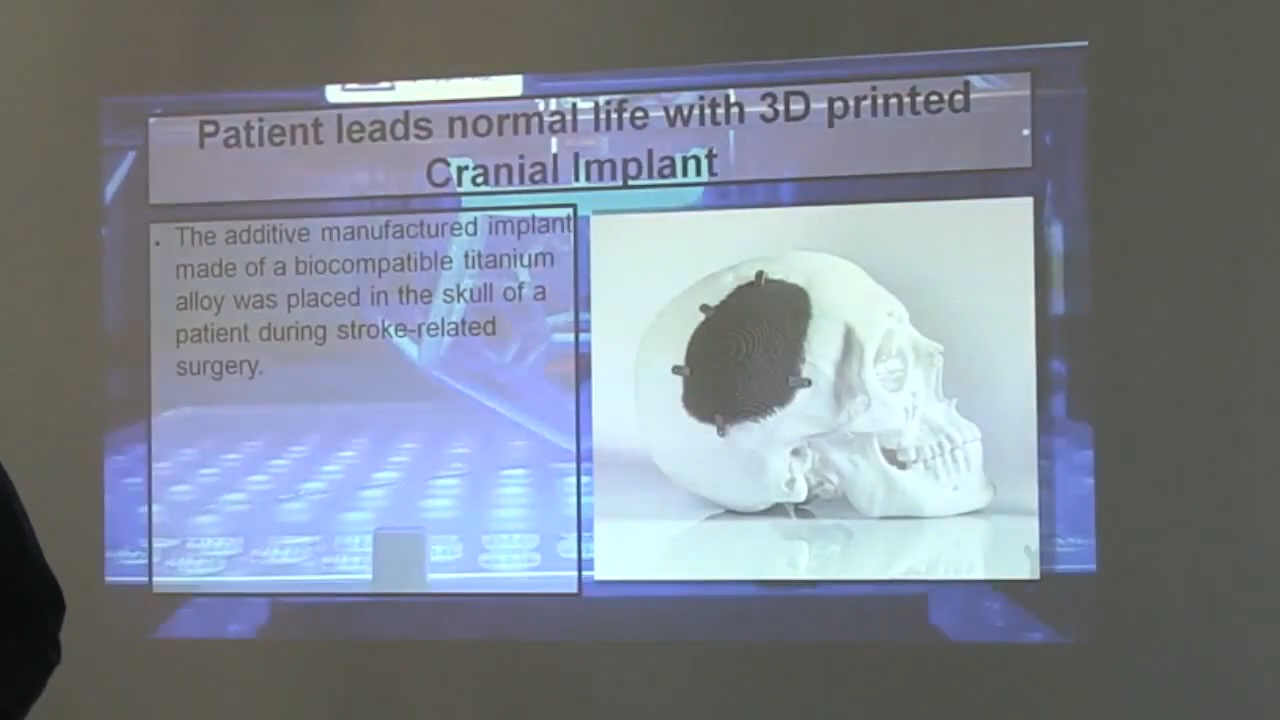 Patient leads normal life with 3D printed
Cranial Implant
• The additive manufactured implant
made of a biocompatible titanium
alloy was placed in the skull of a
patient during stroke-related
surgery.